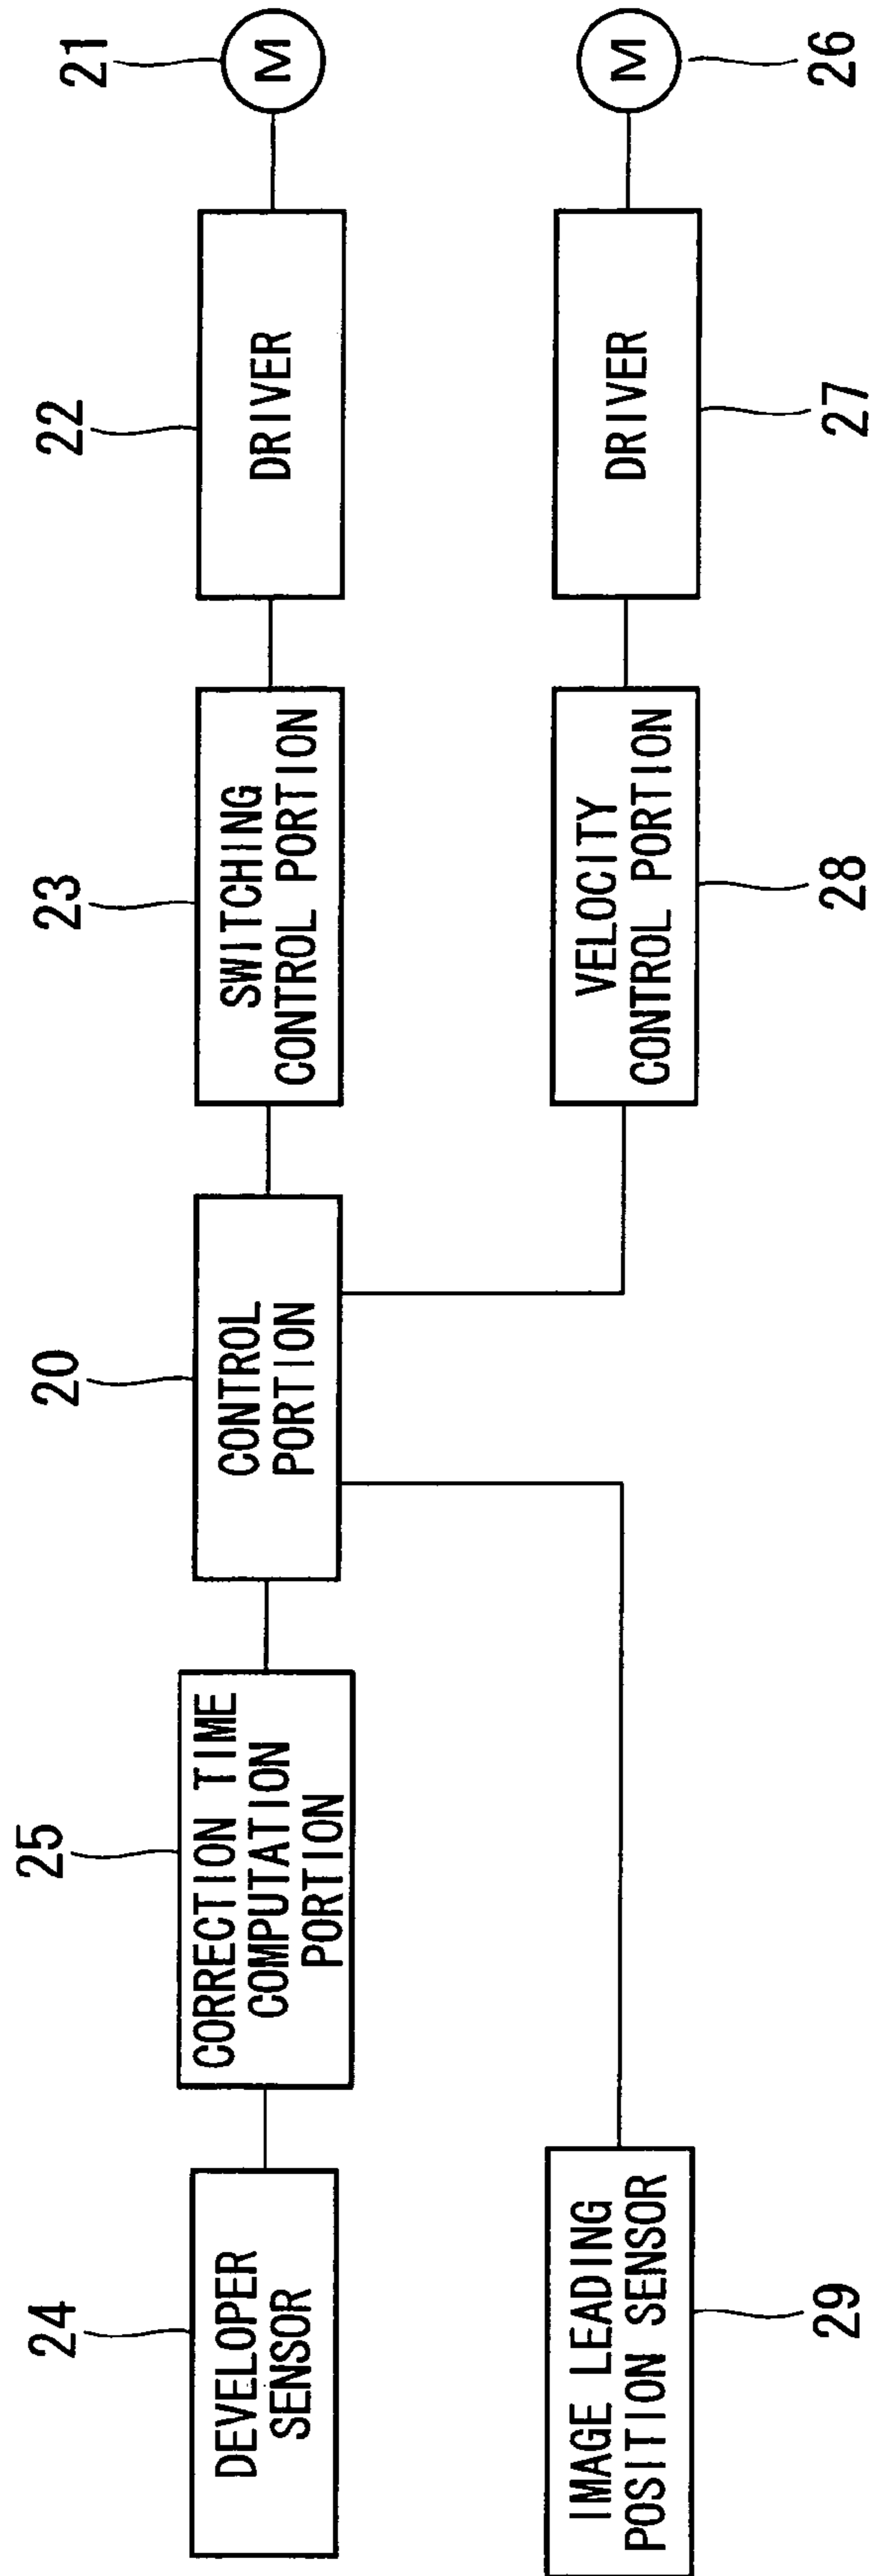 24
DEVELOPER
SENSOR
25
CORRECTION TIME
COMPUTATION
PORTION
20
CONTROL
PORTION
23
SWITCHING
CONTROL PORTION
22
DRIVER
21
M
IMAGE LEADING
POSITION SENSOR
29
VELOCITY
CONTROL PORTION
28
DRIVER
27
M
26